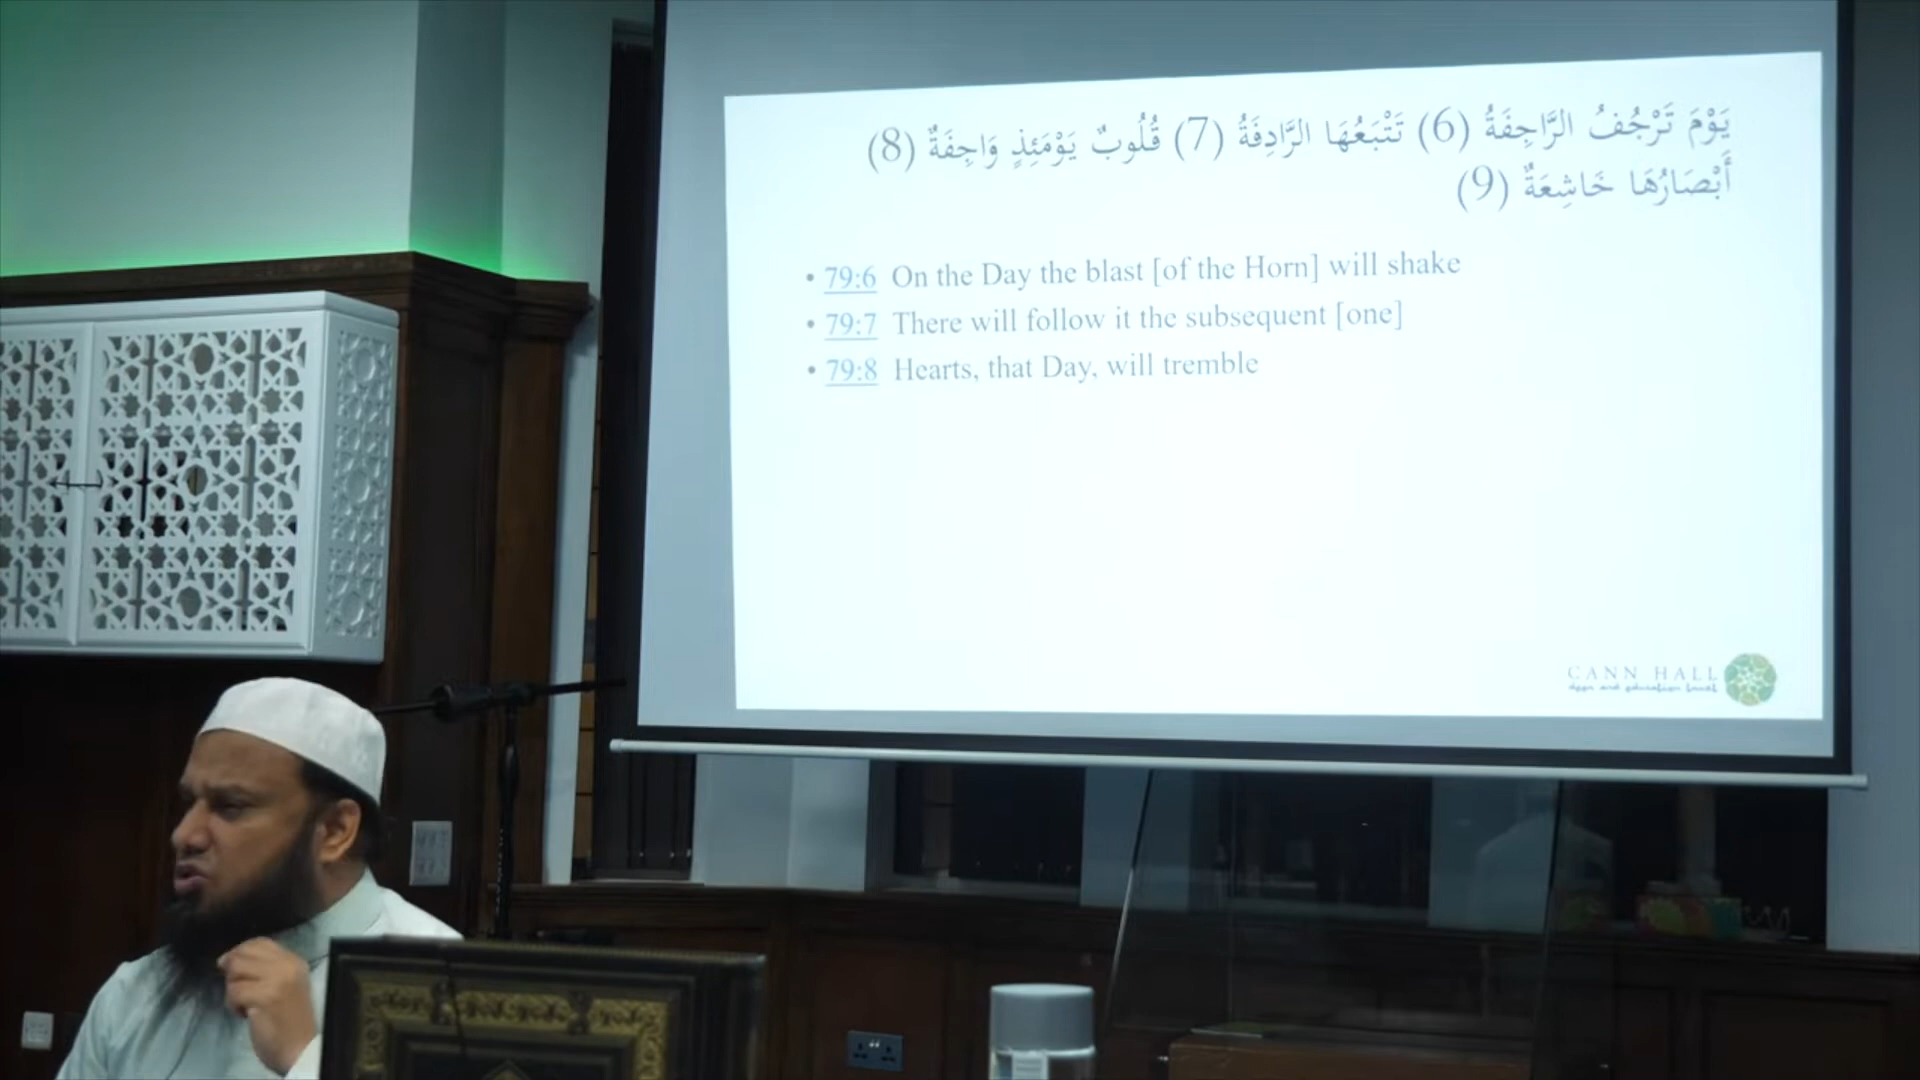 يَوْمَ تَرْجُفُ الرَّاجِفَةُ (6) تَتْبَعُهَا الرَّادِفَةُ (7) قُلُوبٌ يَوْمَئِذٍ وَاجِفَةٌ (8)
أَبْصَارُهَا خَاشِعَةٌ (9)
• 79:6 On the Day the blast [of the Horn] will shake
• 79:7 There will follow it the subsequent [one]
• 79:8 Hearts, that Day, will tremble
CANN HALL